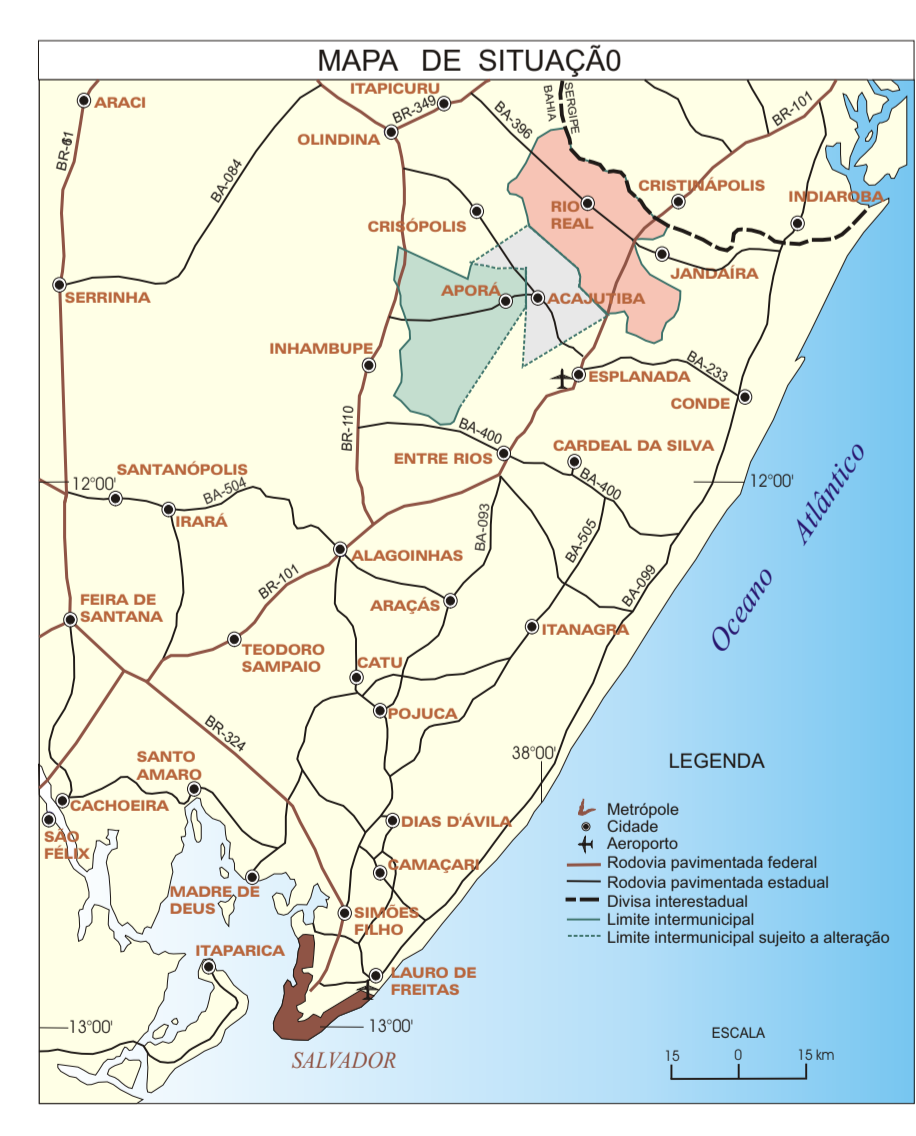 MAPA DE SITUAÇÃ0
ITAPICURU
ARACI
BR-349
BAHIA
SERGIPE
BR-101
BA-396
OLINDINA
BR-61
BA-084
CRISTINÁPOLIS
INDIAROBA
RIO
REAL
CRISÓPOLIS
JANDAÍRA
SERRINHA
APORÁ
ACAJUTIBA
INHAMBUPE
ESPLANADA
BA-233
CONDE
BR-110
BA-400
CARDEAL DA SILVA
ENTRE RIOS
SANTANÓPOLIS
12°00'
12°00'
BA-504
BA-400
IRARÁ
BA-093
BA-505
Oceano Atlântico
ALAGOINHAS
BR-101
BA-099
FEIRA DE
SANTANA
ARAÇÁS
ITANAGRA
TEODORO
SAMPAIO
CATU
POJUCA
BR-324
38°00'
SANTO
AMARO
LEGENDA
CACHOEIRA
SÃO
FÉLIX
DIAS D'ÁVILA
Metrópole
Cidade
Aeroporto
Rodovia pavimentada federal
Rodovia pavimentada estadual
Divisa interestadual
Limite intermunicipal
Limite intermunicipal sujeito a alteração
CAMAÇARI
MADRE DE
DEUS
SIMÕES
FILHO
ITAPARICA
LAURO DE
FREITAS
13°00'
13°00'
SALVADOR
ESCALA
15 0 15 km